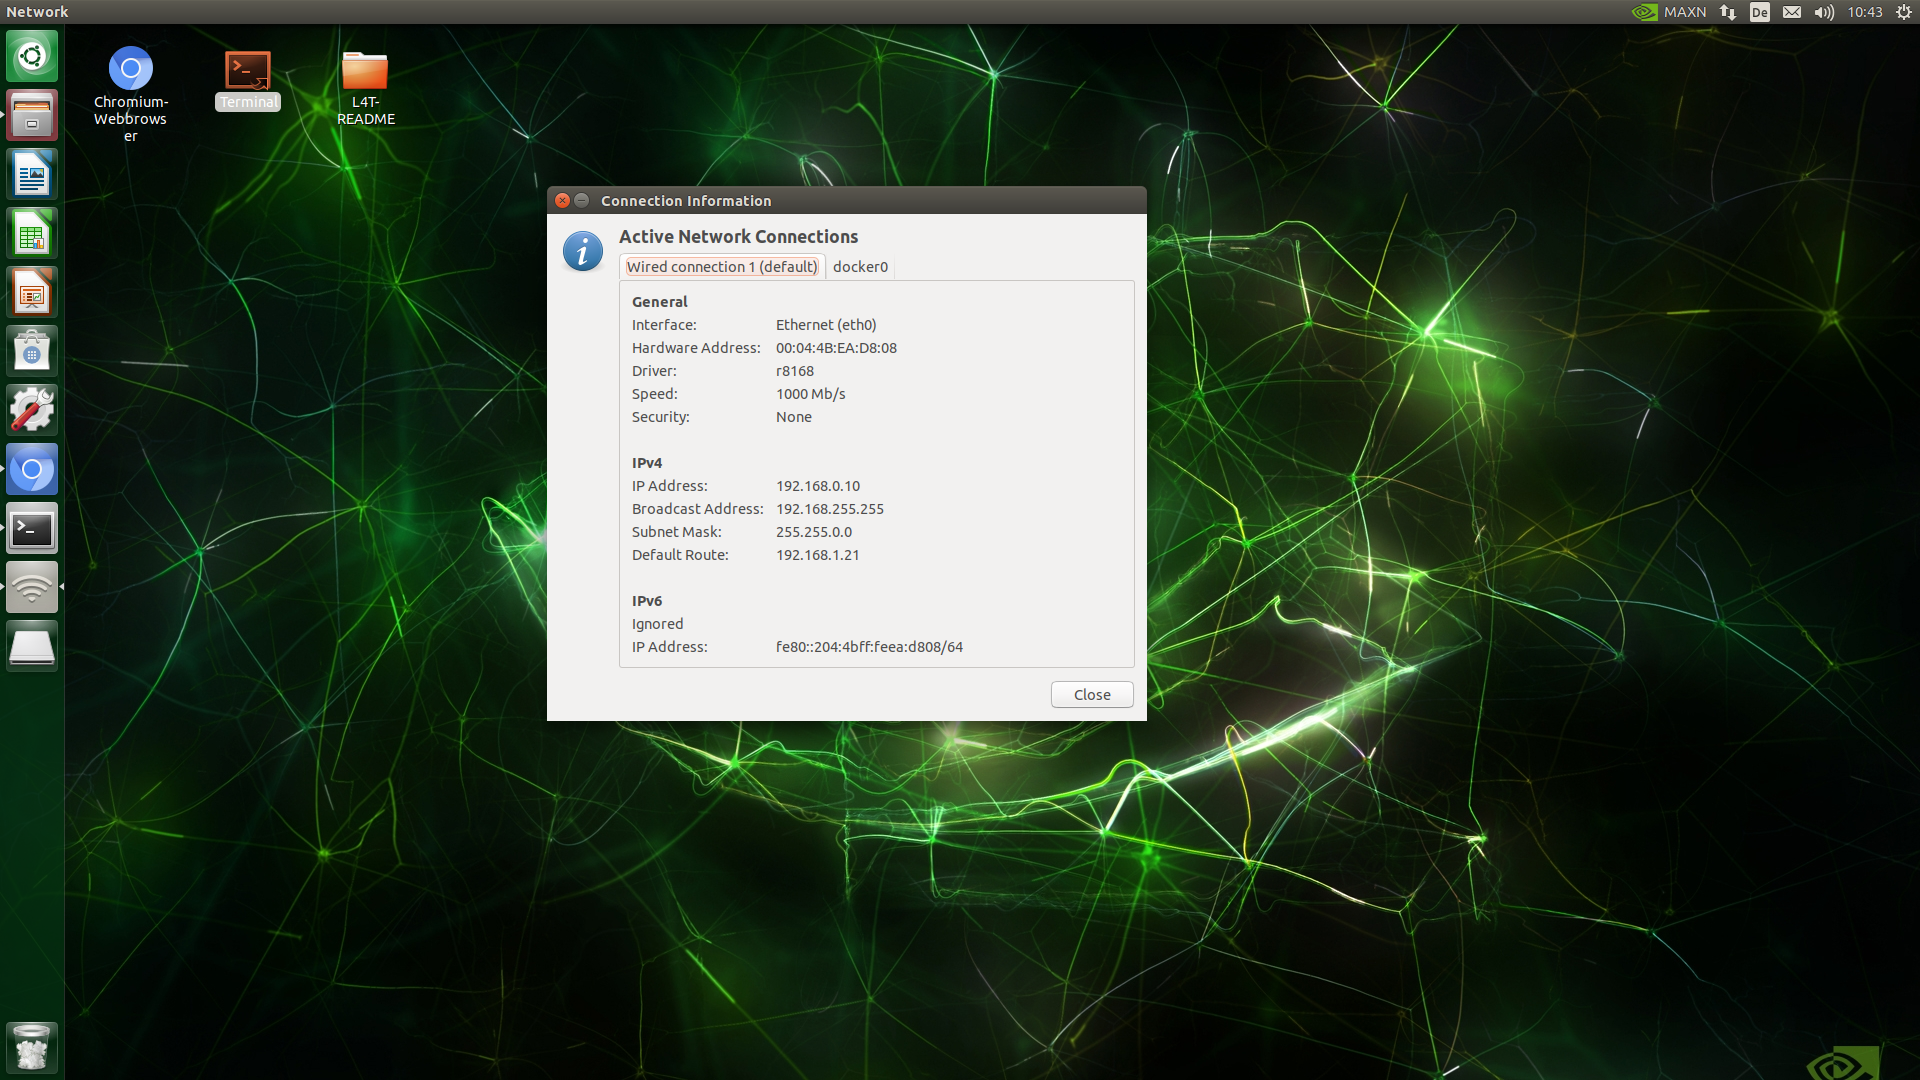 Network
MAXN
De
10:43
Chromium-
Webbrows
er
Terminal
L4T-
README
Connection Information
Active Network Connections
Wired connection 1 (default)
docker0
General
Interface: Ethernet (eth0)
Hardware Address: 00:04:4B:EA:D8:08
Driver: r8168
Speed: 1000 Mb/s
Security: None
IPv4
IP Address: 192.168.0.10
Broadcast Address: 192.168.255.255
Subnet Mask: 255.255.0.0
Default Route: 192.168.1.21
IPv6
Ignored
IP Address: fe80::204:4bff:feea:d808/64
Close